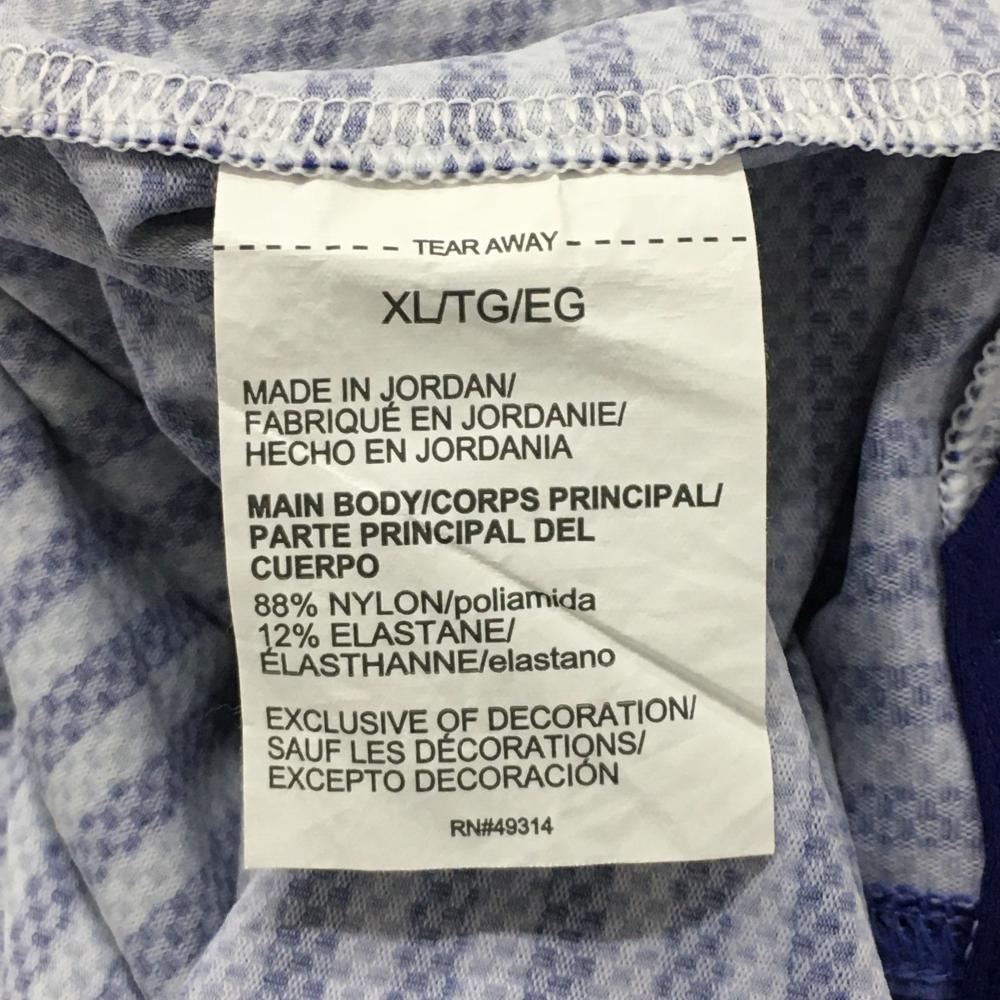 TEAR AWAY
XL/TG/EG
MADE IN JORDAN/
FABRIQUÉ EN JORDANIE/
HECHO EN JORDANIA
MAIN BODY/CORPS PRINCIPAL/
PARTE PRINCIPAL DEL
CUERPO
88% NYLON/poliamida
12% ELASTANE/
ÉLASTHANNE/elastano
EXCLUSIVE OF DECORATION/
SAUF LES DÉCORATIONS/
EXCEPTO DECORACIÓN
RN#49314